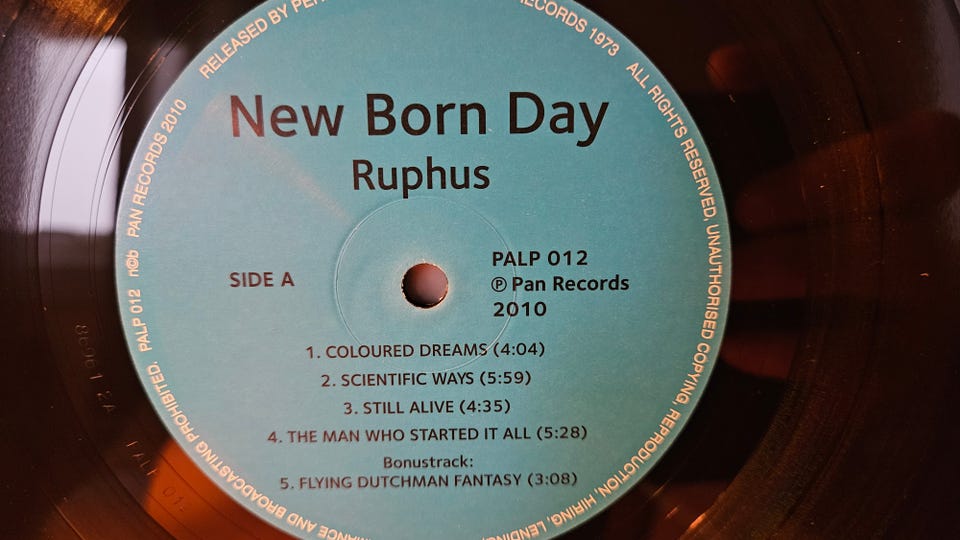 New Born Day
Ruphus
SIDE A
PALP 012
℗ Pan Records
2010
1. COLOURED DREAMS (4:04)
2. SCIENTIFIC WAYS (5:59)
3. STILL ALIVE (4:35)
4. THE MAN WHO STARTED IT ALL (5:28)
Bonustrack:
5. FLYING DUTCHMAN FANTASY (3:08)
PALP 012 n©b PAN RECORDS 2010 RELEASED BY PER
RECORDS 1973 ALL RIGHTS RESERVED. UNAUTHORISED COPYING, REPRODUCTION, HIRING, LENDING,
AND BROADCASTING PROHIBITED.